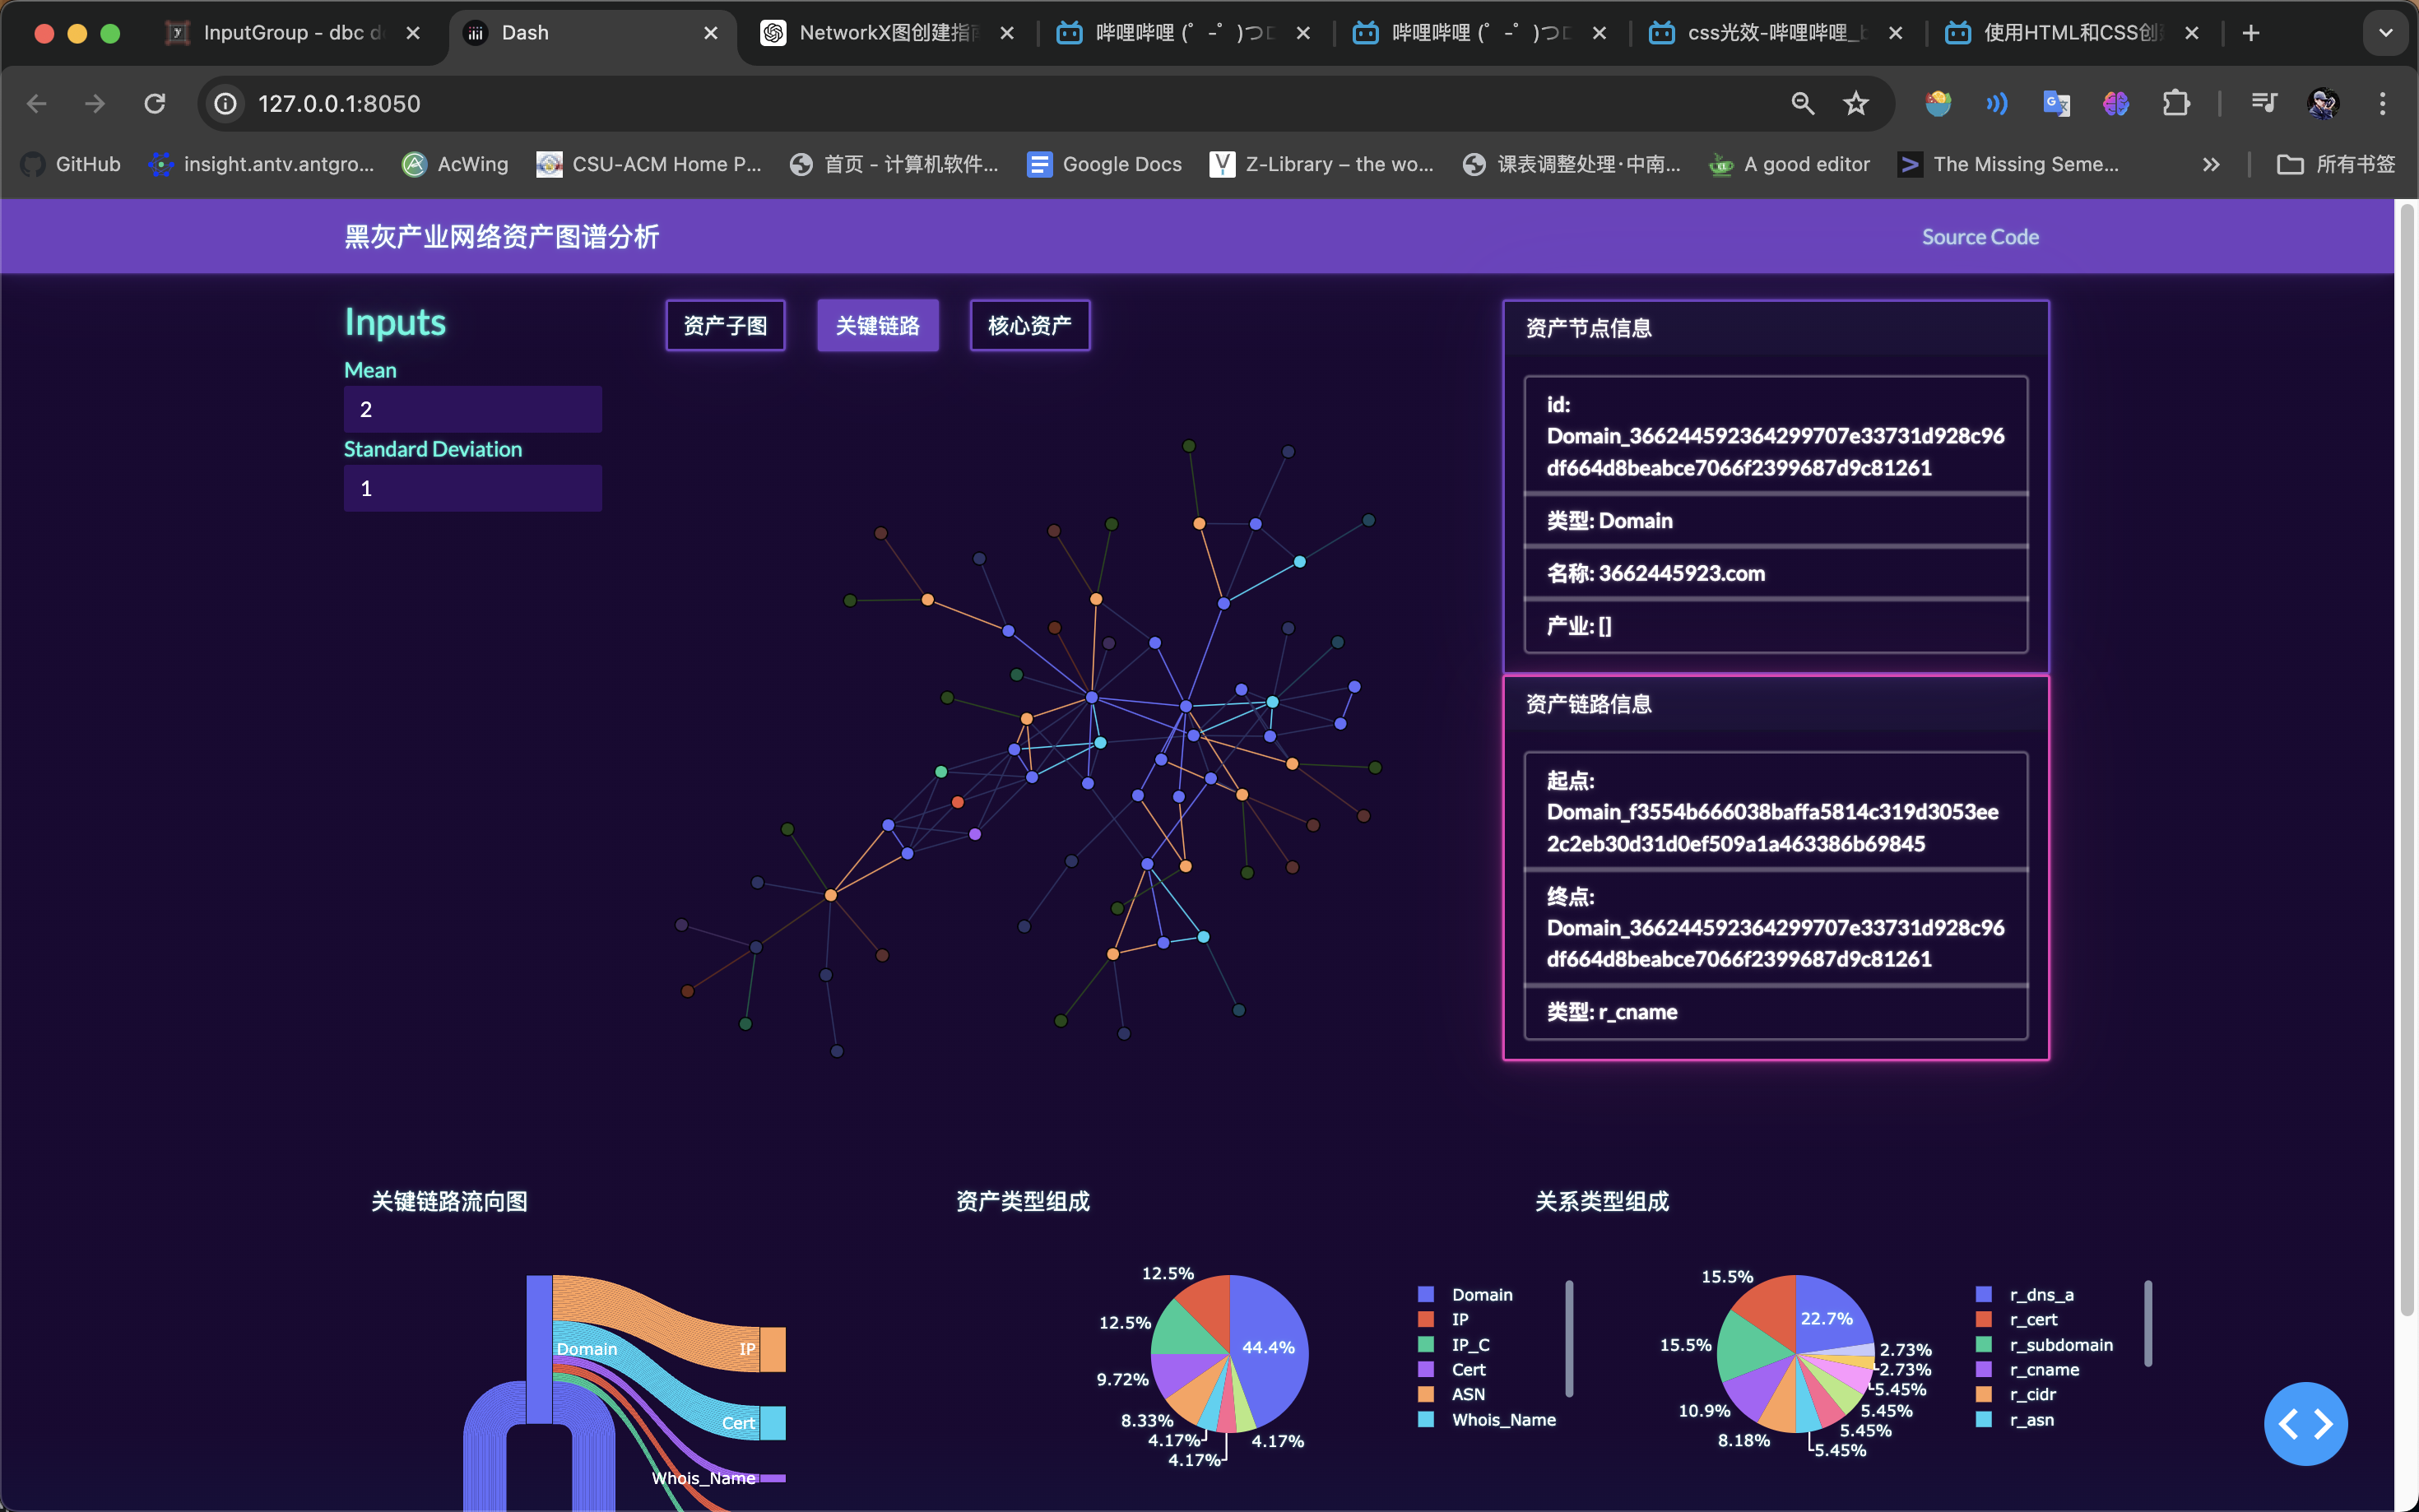 InputGroup - dbc d
Dash
NetworkX图创建指
哔哩哔哩 (゜-゜)つロ
哔哩哔哩 (゜-゜)つロ
css光效-哔哩哔哩_b
使用HTML和CSS创
127.0.0.1:8050
GitHub
insight.antv.antgro...
AcWing
CSU-ACM Home P...
首页 - 计算机软件...
Google Docs
Z-Library – the wo...
课表调整处理·中南...
A good editor
The Missing Seme...
所有书签
黑灰产业网络资产图谱分析
Source Code
Inputs
Mean
2
Standard Deviation
1
资产子图
关键链路
核心资产
资产节点信息
id:
Domain_366244592364299707e33731d928c96
df664d8beabce7066f2399687d9c81261
类型: Domain
名称: 3662445923.com
产业: []
资产链路信息
起点:
Domain_f3554b666038baffa5814c319d3053ee
2c2eb30d31d0ef509a1a463386b69845
终点:
Domain_366244592364299707e33731d928c96
df664d8beabce7066f2399687d9c81261
类型: r_cname
关键链路流向图
Domain
IP
Cert
Whois_Name
资产类型组成
12.5%
12.5%
44.4%
9.72%
8.33%
4.17%
4.17%
4.17%
Domain
IP
IP_C
Cert
ASN
Whois_Name
关系类型组成
15.5%
22.7%
15.5%
2.73%
2.73%
5.45%
10.9%
5.45%
8.18%
5.45%
5.45%
r_dns_a
r_cert
r_subdomain
r_cname
r_cidr
r_asn